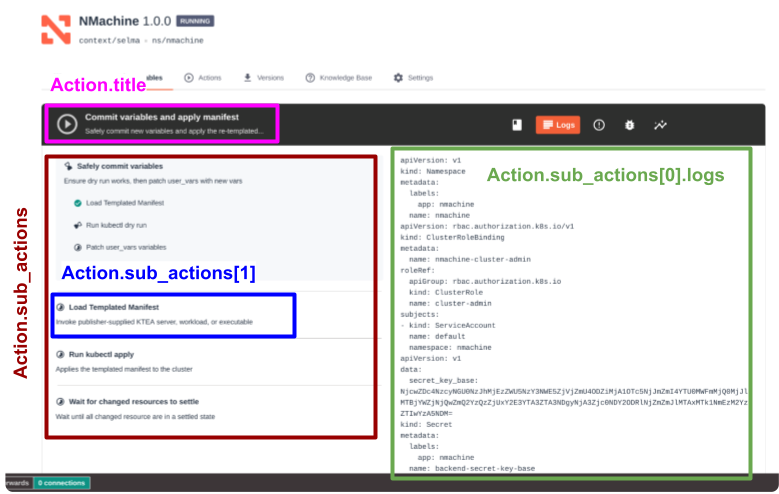 NMachine 1.0.0 RUNNING
context/selma - ns/nmachine
Actions
Versions
Knowledge Base
Settings
Action.title
Commit variables and apply manifest
Safely commit new variables and apply the re-templated...
Logs
Action.sub_actions
Safely commit variables
Ensure dry run works, then patch user_vars with new vars
Load Templated Manifest
Run kubectl dry run
Patch user_vars variables
Action.sub_actions[1]
Load Templated Manifest
Invoke publisher-supplied KTEA server, workload, or executable
Run kubectl apply
Applies the templated manifest to the cluster
Wait for changed resources to settle
Wait until all changed resource are in a settled state
Action.sub_actions[0].logs
apiVersion: v1
kind: Namespace
metadata:
labels:
app: nmachine
name: nmachine
apiVersion: rbac.authorization.k8s.io/v1
kind: ClusterRoleBinding
metadata:
name: nmachine-cluster-admin
roleRef:
apiGroup: rbac.authorization.k8s.io
kind: ClusterRole
name: cluster-admin
subjects:
- kind: ServiceAccount
name: default
namespace: nmachine
apiVersion: v1
data:
secret_key_base:
kind: Secret
metadata:
labels:
app: nmachine
name: backend-secret-key-base
0 connections